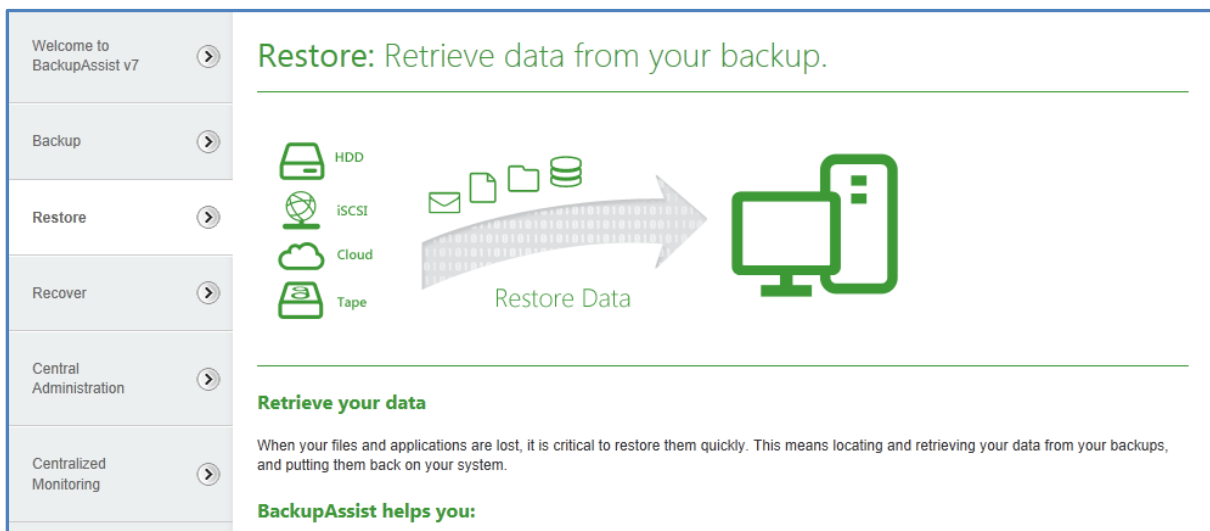 Welcome to
BackupAssist v7
Backup
Restore
Recover
Central
Administration
Centralized
Monitoring
Restore: Retrieve data from your backup.
HDD
iSCSI
Cloud
Tape
Restore Data
Retrieve your data
When your files and applications are lost, it is critical to restore them quickly. This means locating and retrieving your data from your backups,
and putting them back on your system.
BackupAssist helps you: